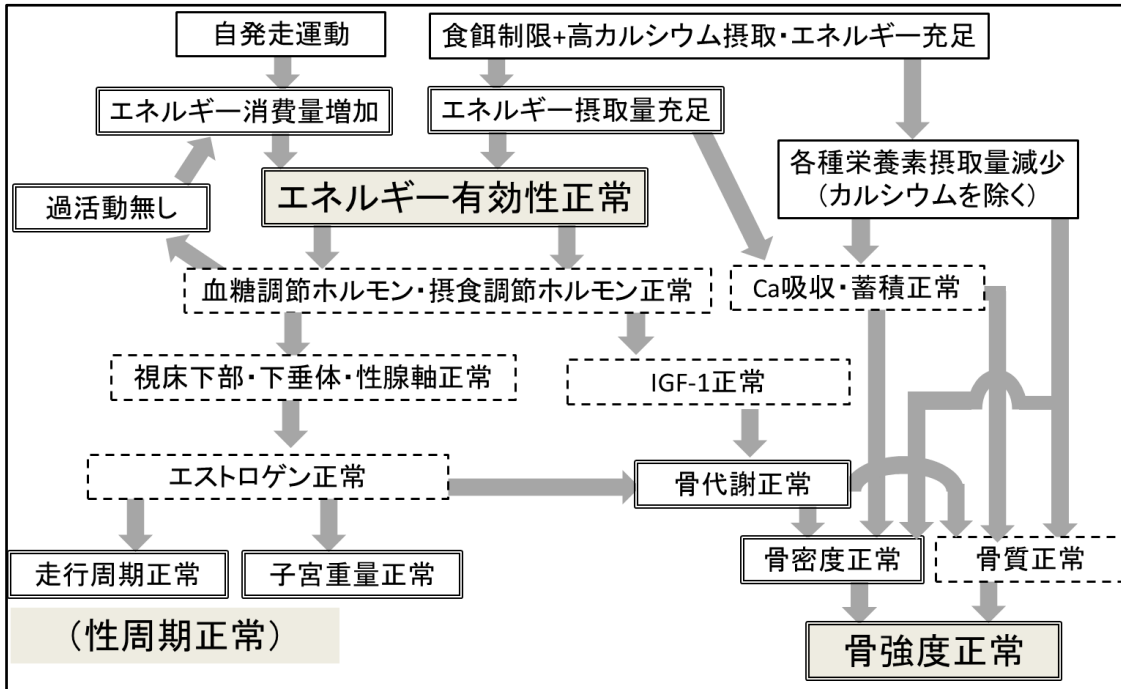 自発走運動
食餌制限+高カルシウム摂取・エネルギー充足
エネルギー消費量増加
エネルギー摂取量充足
各種栄養素摂取量減少
(カルシウムを除く)
過活動無し
エネルギー有効性正常
血糖調節ホルモン・摂食調節ホルモン正常
Ca吸収・蓄積正常
視床下部・下垂体・性腺軸正常
IGF-1正常
エストロゲン正常
骨代謝正常
走行周期正常
子宮重量正常
骨密度正常
骨質正常
(性周期正常)
骨強度正常